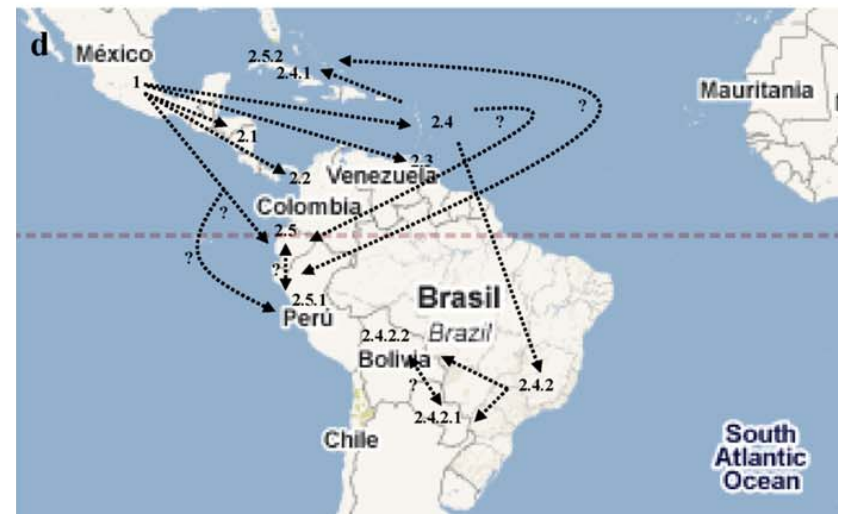 d
México
2.5.2
2.4.1
1
Mauritania
?
2.4
?
2.1
2.3
2.2
Venezuela
Colombia
?
2.5
?
?
2.5.1
Perú
Brasil
Brazil
2.4.2.2
Bolivia
?
2.4.2
2.4.2.1
Chile
South
Atlantic
Ocean